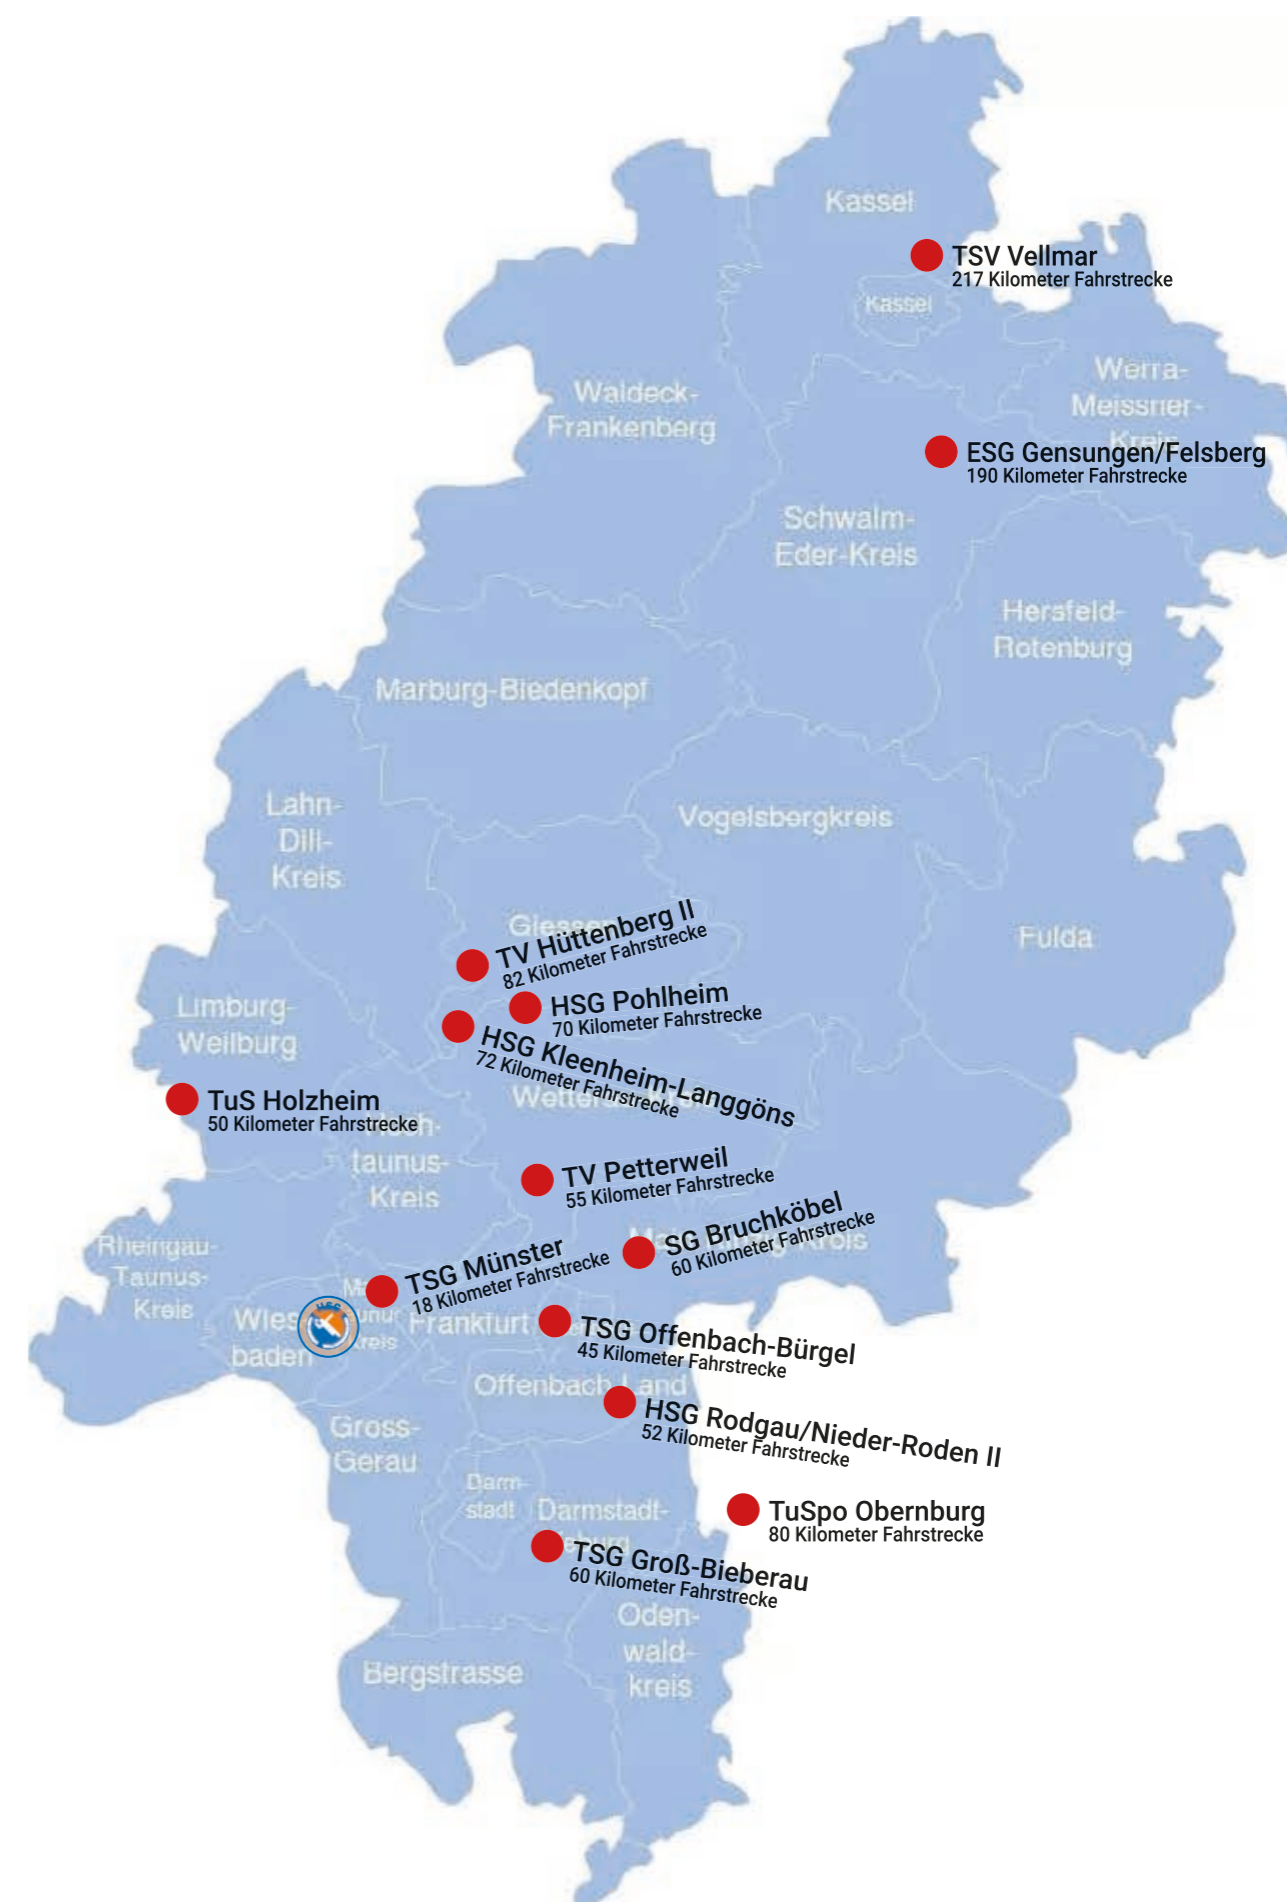 Kassel
TSV Vellmar
217 Kilometer Fahrstrecke
Kassel
Werra-
Meissner-
Kreis
Waldeck-
Frankenberg
ESG Gensungen/Felsberg
190 Kilometer Fahrstrecke
Schwalm-
Eder-Kreis
Hersfeld-
Rotenburg
Marburg-Biedenkopf
Lahn-
Dill-
Kreis
Vogelsbergkreis
Giessen
TV Hüttenberg II
82 Kilometer Fahrstrecke
Fulda
Limburg-
Weilburg
HSG Pohlheim
70 Kilometer Fahrstrecke
HSG Kleenheim-Langgöns
72 Kilometer Fahrstrecke
TuS Holzheim
50 Kilometer Fahrstrecke
taunus-
Kreis
TV Petterweil
55 Kilometer Fahrstrecke
SG Bruchköbel
60 Kilometer Fahrstrecke
Rheingau-
Taunus-
Kreis
TSG Münster
18 Kilometer Fahrstrecke
Wies
baden
Frankfurt
TSG Offenbach-Bürgel
45 Kilometer Fahrstrecke
Offenbach Land
HSG Rodgau/Nieder-Roden II
52 Kilometer Fahrstrecke
Gross-
Gerau
Darm-
stadt
Darmstadt-
TuSpo Obernburg
80 Kilometer Fahrstrecke
TSG Groß-Bieberau
60 Kilometer Fahrstrecke
Oden-
wald-
kreis
Bergstrasse